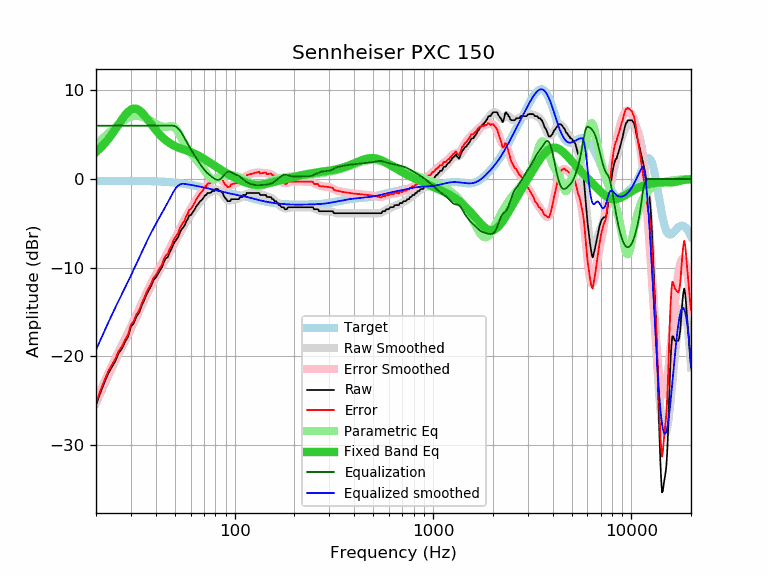 Sennheiser PXC 150
Amplitude (dBr)
10
0
−10
−20
−30
Target
Raw Smoothed
Error Smoothed
Raw
Error
Parametric Eq
Fixed Band Eq
Equalization
Equalized smoothed
100
1000
10000
Frequency (Hz)